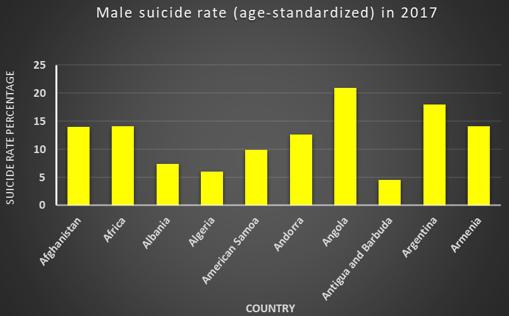 Male suicide rate (age-standardized) in 2017
SUICIDE RATE PERCENTAGE
25
20
15
10
5
0
Afghanistan
Africa
Albania
Algeria
American Samoa
Andorra
Angola
Antigua and Barbuda
Argentina
Armenia
COUNTRY